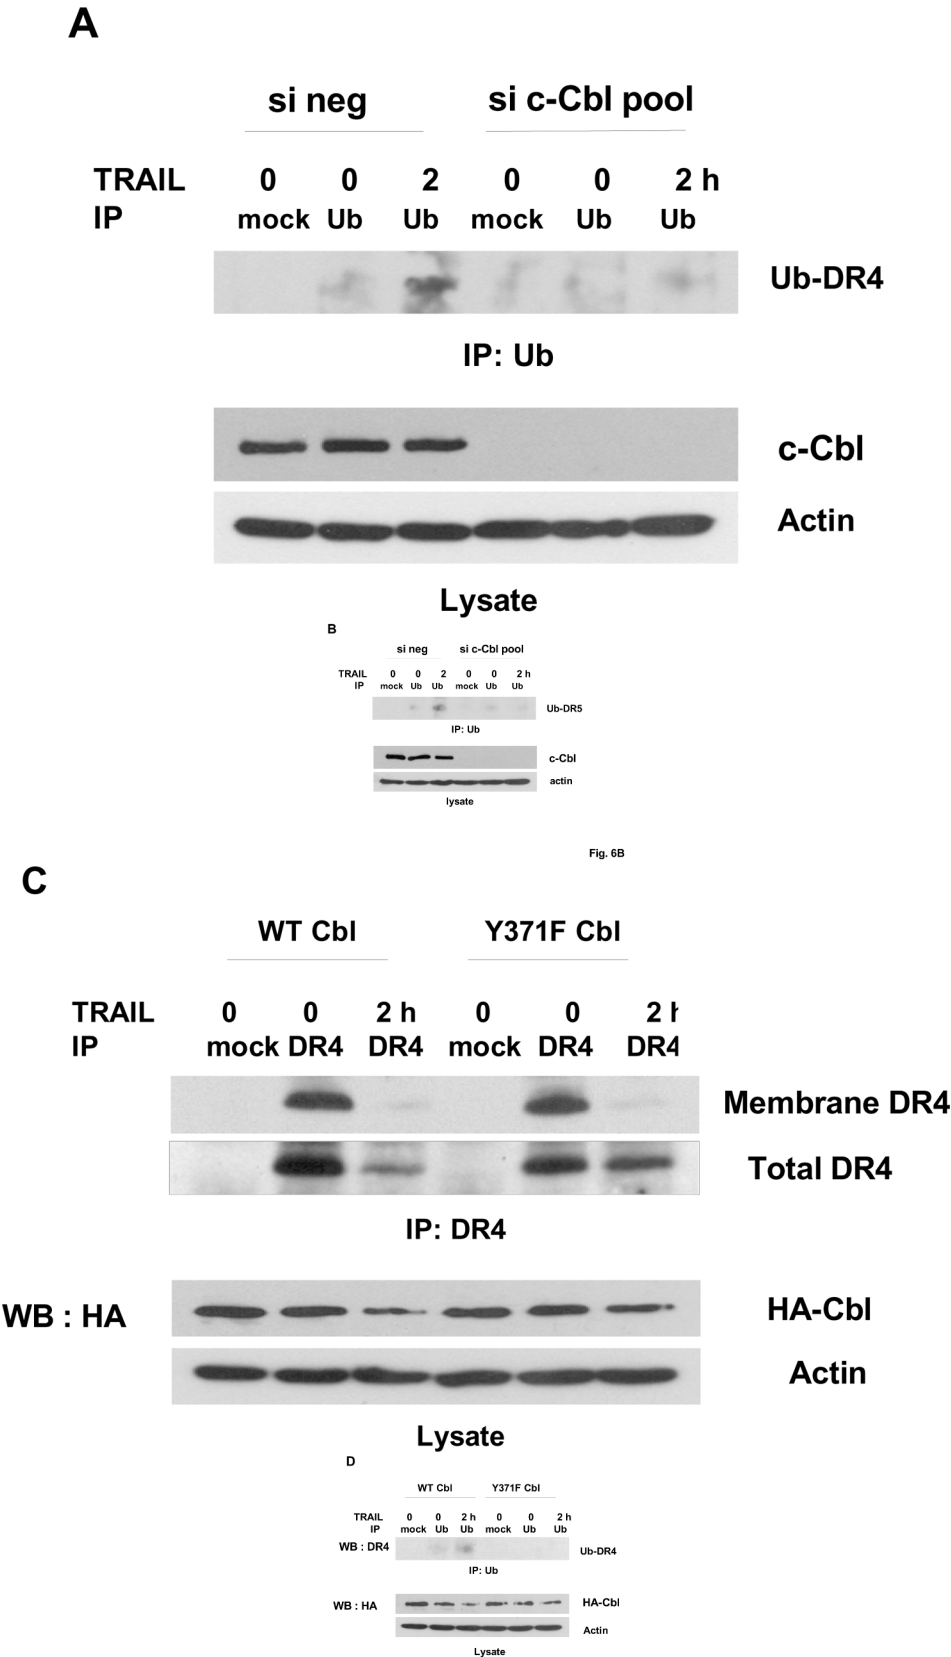 A
si neg si c-Cbl pool
TRAIL 0 0 2 0 0 2 h
IP mock Ub Ub mock Ub Ub
Ub-DR4
IP: Ub
c-Cbl
Actin
Lysate
B
si neg si c-Cbl pool
TRAIL 0 0 2 0 0 2 h
IP mock Ub Ub mock Ub Ub
Ub-DR5
IP: Ub
c-Cbl
actin
lysate
Fig. 6B
C
WT Cbl Y371F Cbl
TRAIL 0 0 2 h 0 0 2 h
IP mock DR4 DR4 mock DR4 DR4
Membrane DR4
Total DR4
IP: DR4
WB : HA HA-Cbl
Actin
Lysate
D
WT Cbl Y371F Cbl
TRAIL 0 0 2 h 0 0 2 h
IP mock Ub Ub mock Ub Ub
WB : DR4 Ub-DR4
IP: Ub
WB : HA HA-Cbl
Actin
Lysate